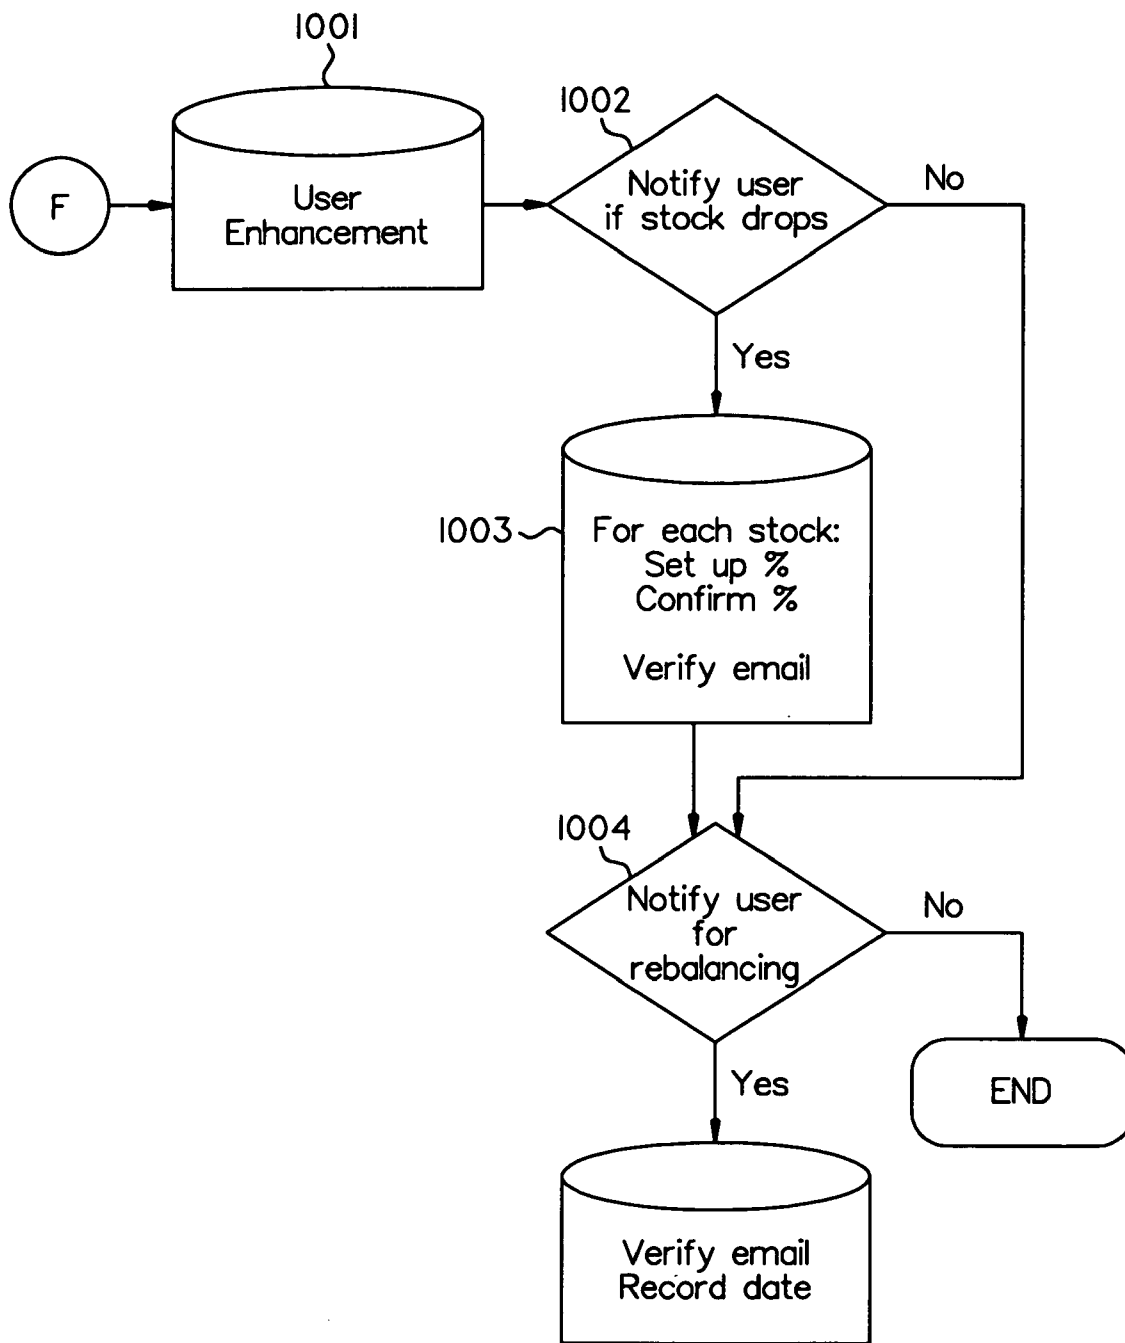 1001
1002
F
User
Enhancement
Notify user
if stock drops
No
Yes
1003
For each stock:
Set up %
Confirm %
Verify email
1004
Notify user
for
rebalancing
No
Yes
END
Verify email
Record date